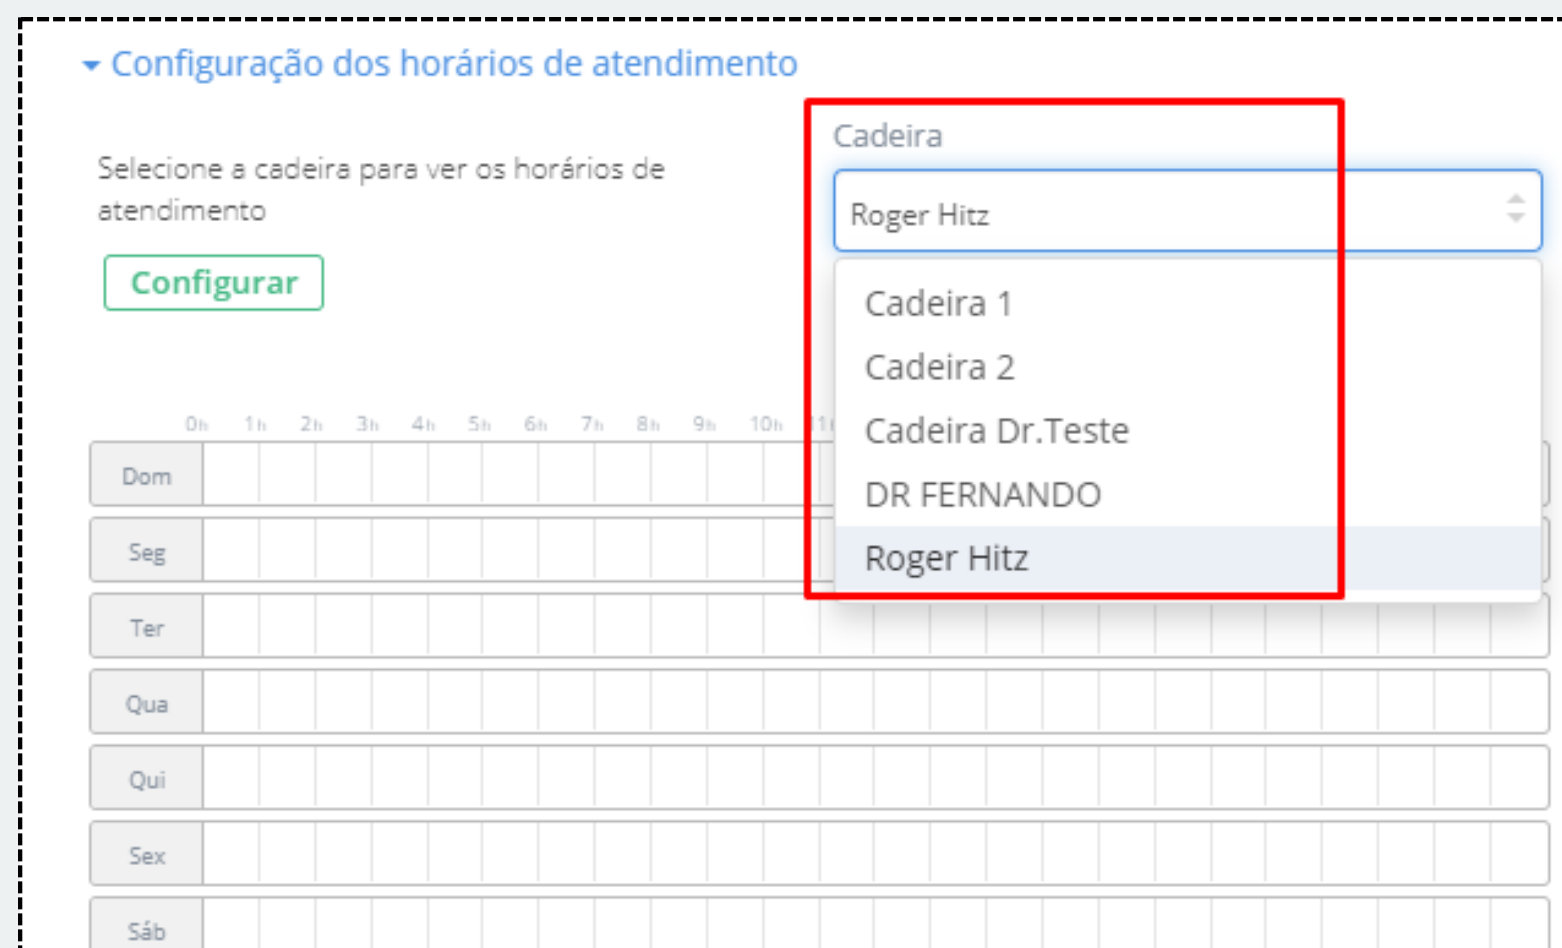 Configuração dos horários de atendimento
Selecione a cadeira para ver os horários de
atendimento
Configurar
Cadeira
Roger Hitz
Cadeira 1
Cadeira 2
Cadeira Dr.Teste
DR FERNANDO
Roger Hitz
0h 1h 2h 3h 4h 5h 6h 7h 8h 9h 10h 11h
Dom
Seg
Ter
Qua
Qui
Sex
Sáb